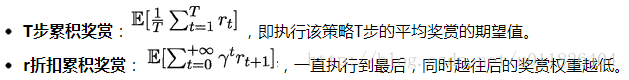 • T步累积奖赏：𝔼[1/T ∑_{t=1}^{T} r_t]，即执行该策略T步的平均奖赏的期望值。
• r折扣累积奖赏：𝔼[∑_{t=0}^{+∞} γ^t r_{t+1}]，一直执行到最后，同时越往后的奖赏权重越低。